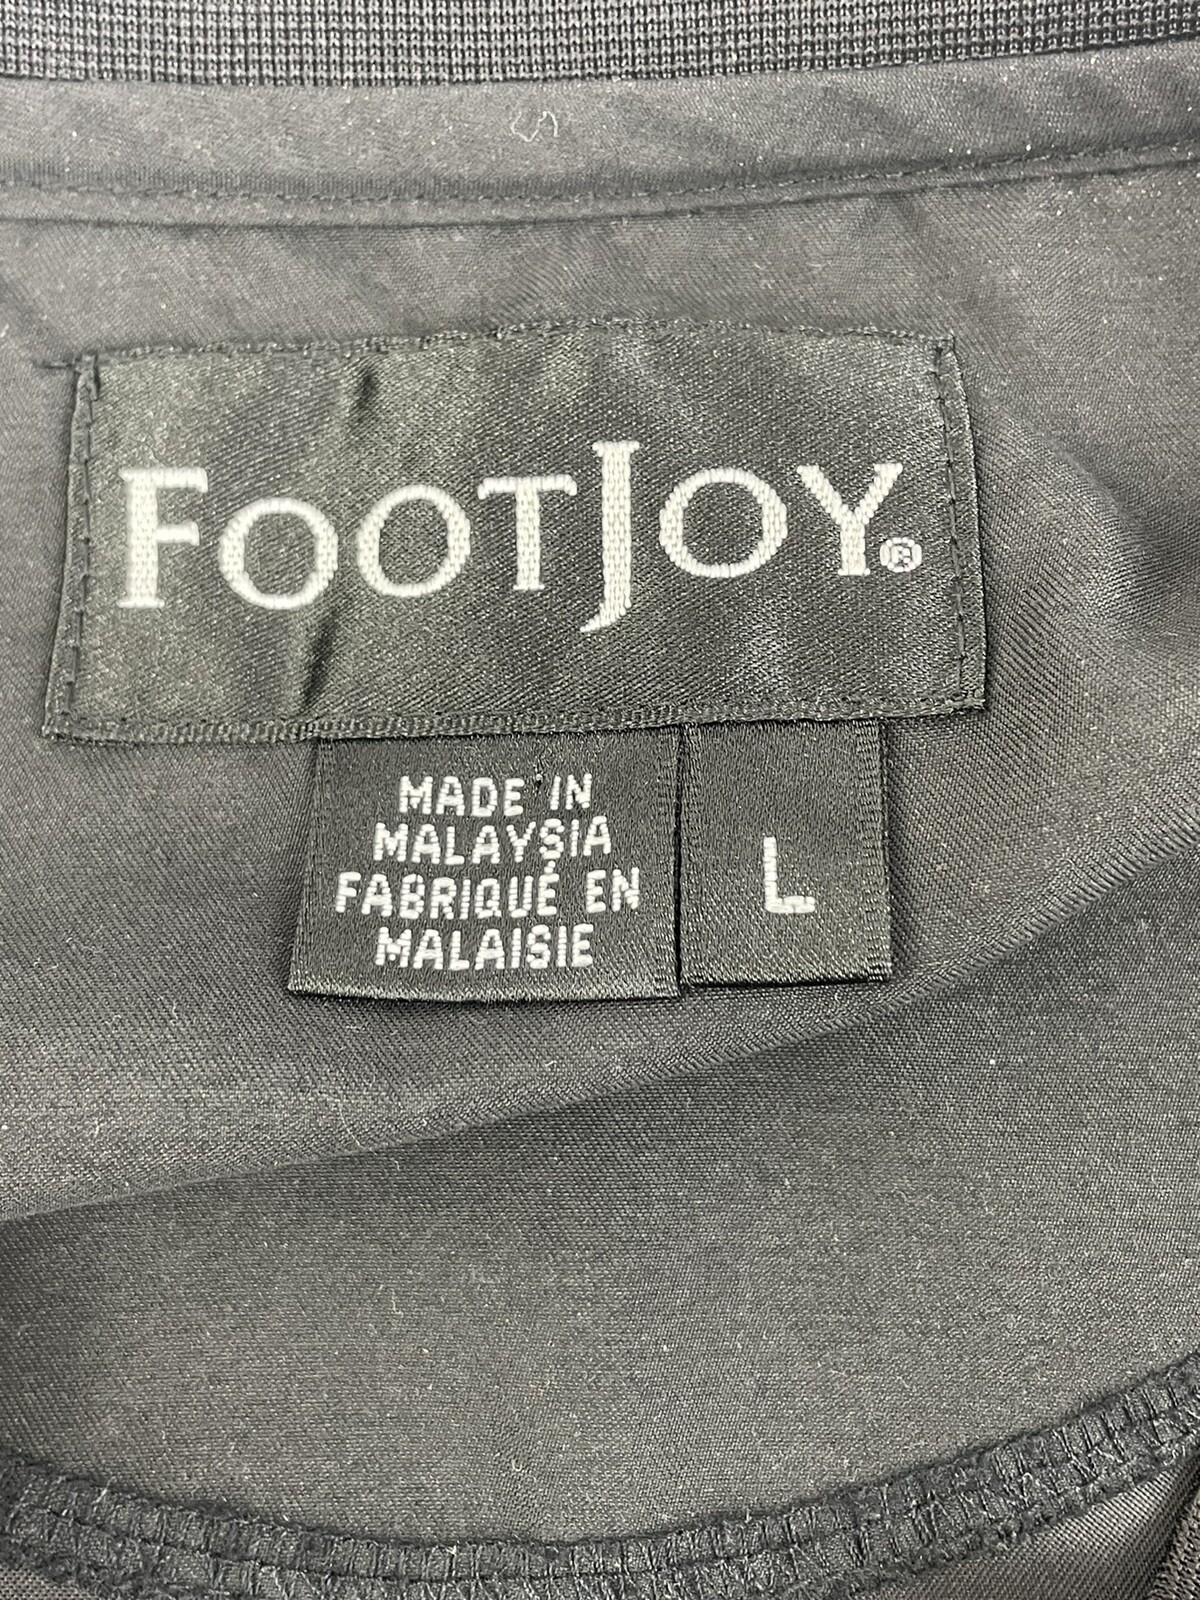 FOOTJOY®
MADE IN
MALAYSIA
FABRIQUÉ EN
MALAISIE
L